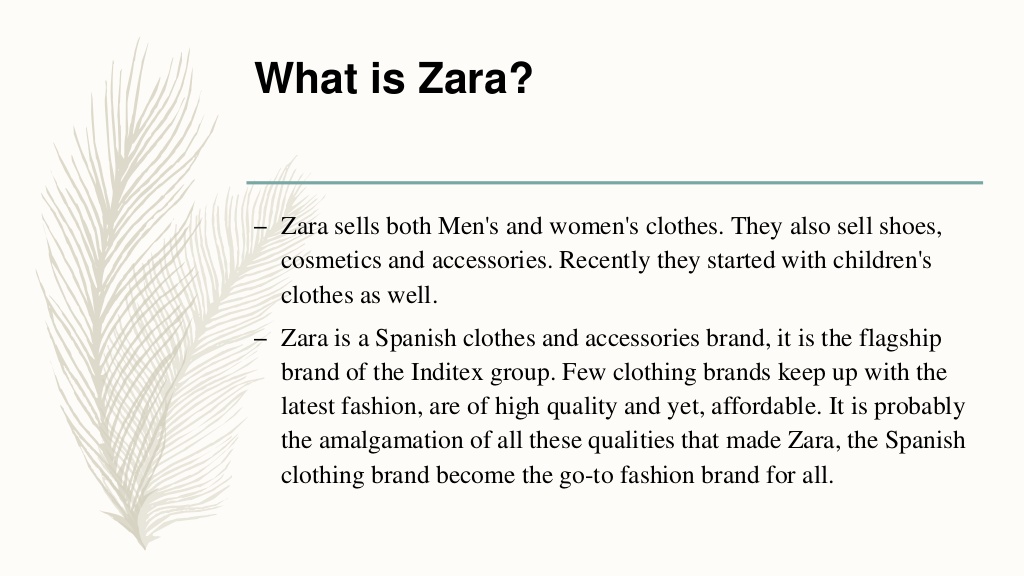 What is Zara?
– Zara sells both Men's and women's clothes. They also sell shoes,
cosmetics and accessories. Recently they started with children's
clothes as well.
– Zara is a Spanish clothes and accessories brand, it is the flagship
brand of the Inditex group. Few clothing brands keep up with the
latest fashion, are of high quality and yet, affordable. It is probably
the amalgamation of all these qualities that made Zara, the Spanish
clothing brand become the go-to fashion brand for all.